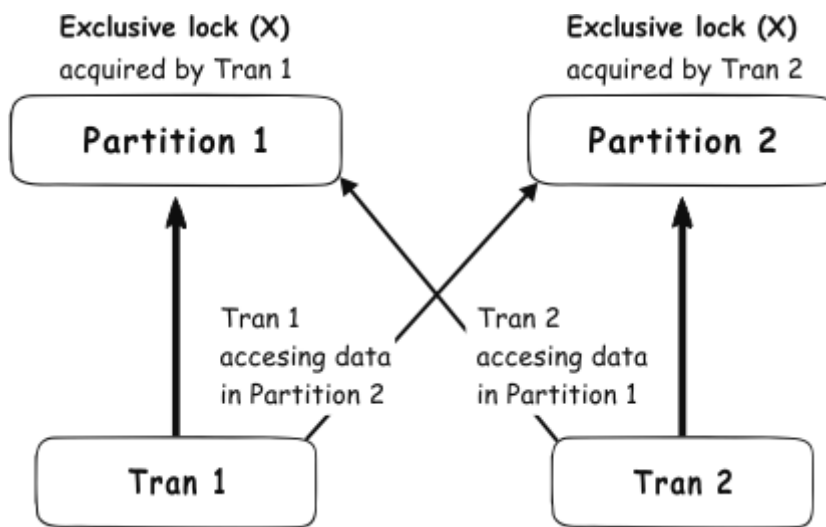 Exclusive lock (X)
acquired by Tran 1
Partition 1
Exclusive lock (X)
acquired by Tran 2
Partition 2
Tran 1
accesing data
in Partition 2
Tran 2
accesing data
in Partition 1
Tran 1
Tran 2